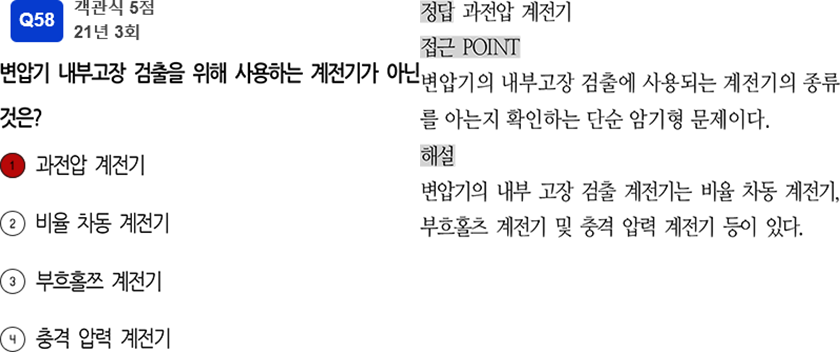 Q58
객관식 5점
21년 3회
변압기 내부고장 검출을 위해 사용하는 계전기가 아닌
것은?
1 과전압 계전기
2 비율 차동 계전기
3 부흐홀쯔 계전기
4 충격 압력 계전기
정답 과전압 계전기
접근 POINT
변압기의 내부고장 검출에 사용되는 계전기의 종류
를 아는지 확인하는 단순 암기형 문제이다.
해설
변압기의 내부 고장 검출 계전기는 비율 차동 계전기,
부흐홀츠 계전기 및 충격 압력 계전기 등이 있다.